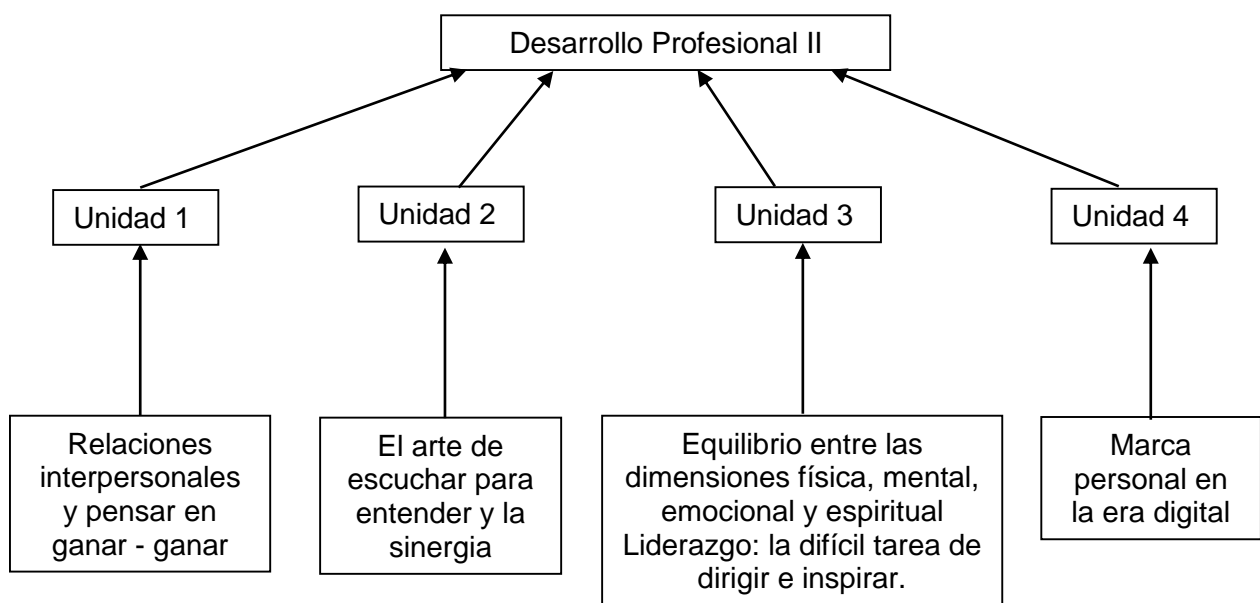 Desarrollo Profesional II
Unidad 1
Unidad 2
Unidad 3
Unidad 4
Relaciones
interpersonales
y pensar en
ganar - ganar
El arte de
escuchar para
entender y la
sinergia
Equilibrio entre las
dimensiones física, mental,
emocional y espiritual
Liderazgo: la difícil tarea de
dirigir e inspirar.
Marca
personal en
la era digital